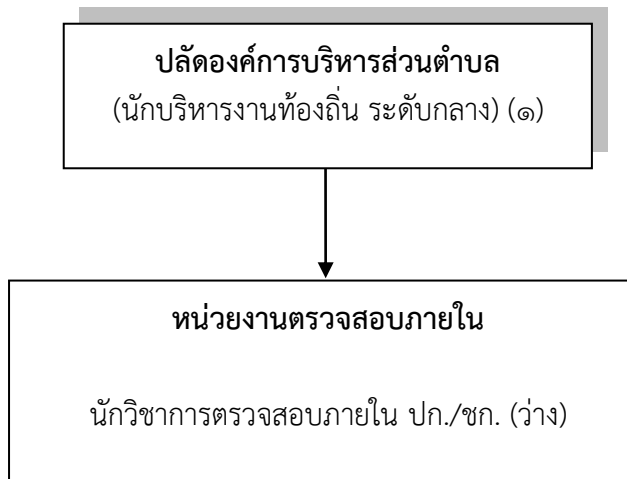 ปลัดองค์การบริหารส่วนตำบล
(นักบริหารงานท้องถิ่น ระดับกลาง) (๑)
หน่วยงานตรวจสอบภายใน
นักวิชาการตรวจสอบภายใน ปก./ชก. (ว่าง)